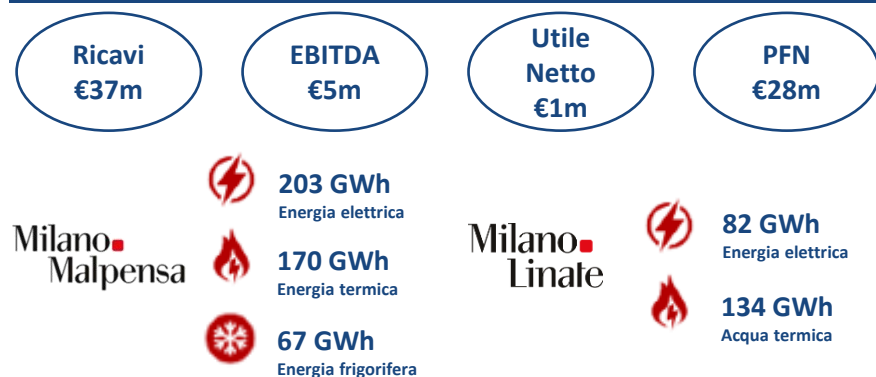 Ricavi
€37m
EBITDA
€5m
Utile
Netto
€1m
PFN
€28m
Milano
Malpensa
203 GWh
Energia elettrica
170 GWh
Energia termica
67 GWh
Energia frigorifera
Milano
Linate
82 GWh
Energia elettrica
134 GWh
Acqua termica